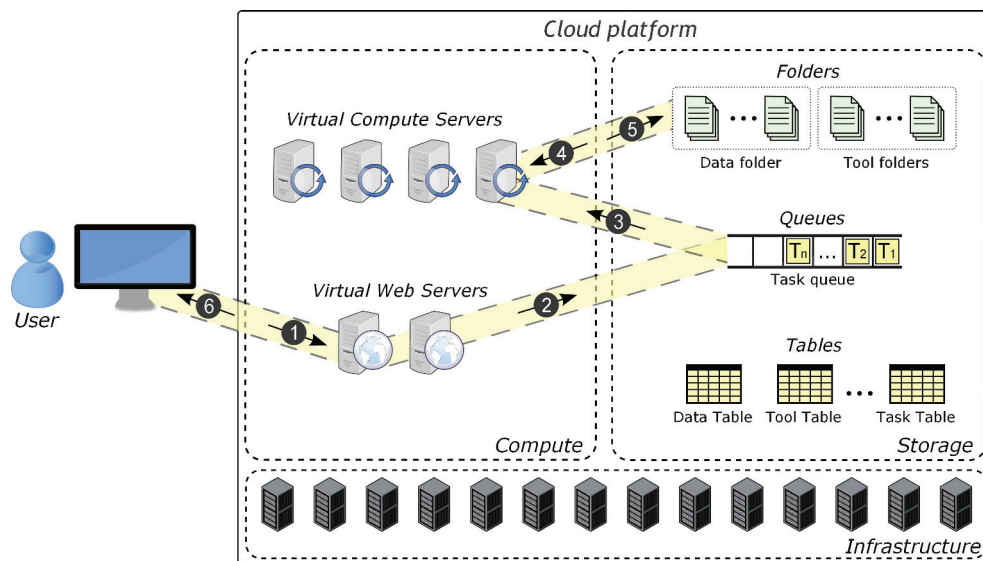 Cloud platform
Folders
Virtual Compute Servers
5
4
Data folder
Tool folders
3
Queues
Tn ... T2 T1
Task queue
User
Virtual Web Servers
2
6
1
Tables
Data Table
Tool Table
Task Table
Compute
Storage
Infrastructure